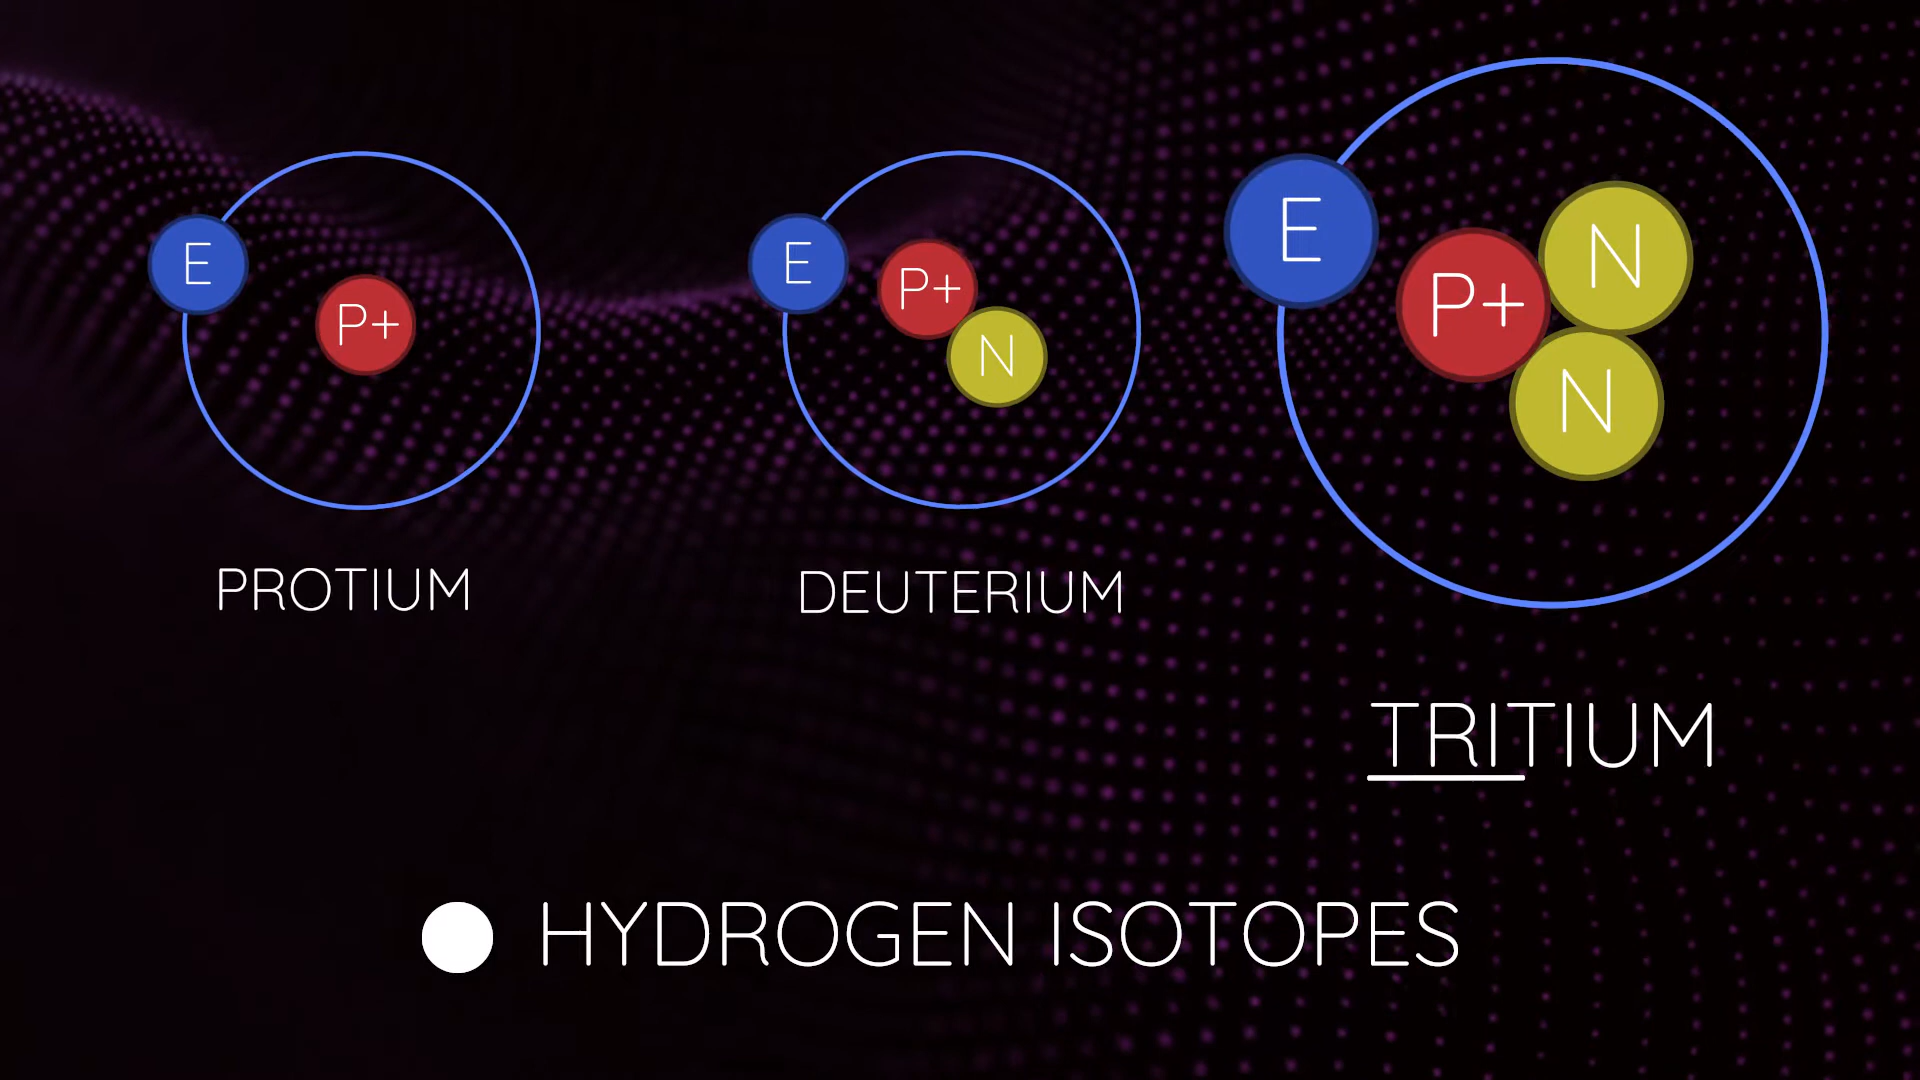 E
P+
PROTIUM
E
P+
N
DEUTERIUM
E
P+
N
N
TRITIUM
HYDROGEN ISOTOPES